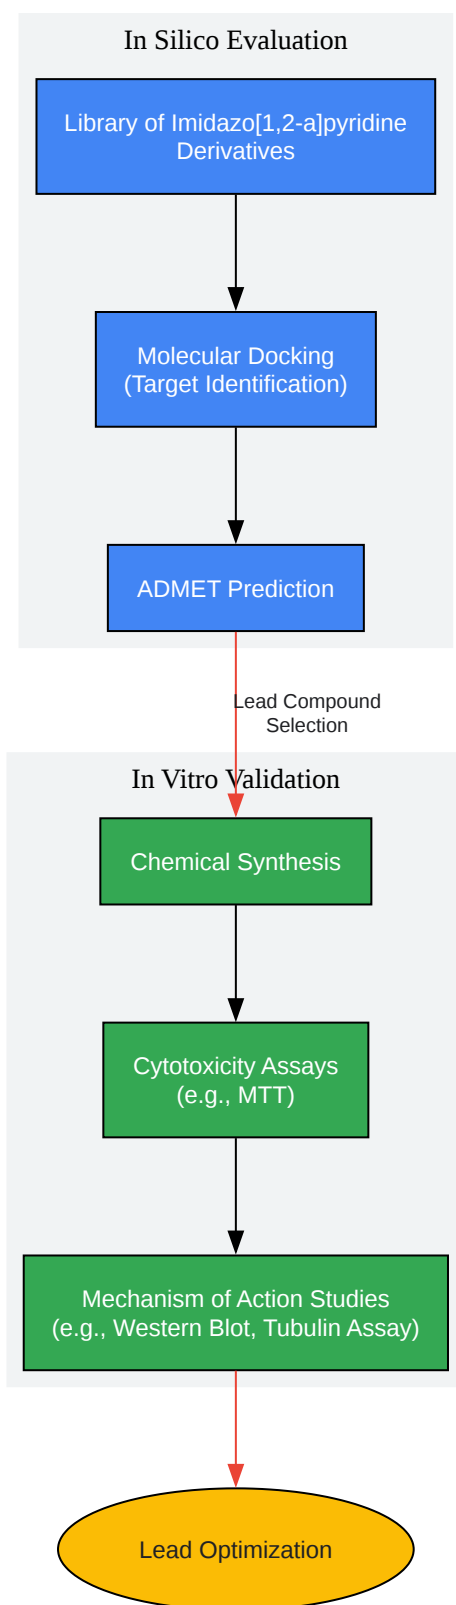 In Silico Evaluation
Library of Imidazo[1,2-a]pyridine
Derivatives
Molecular Docking
(Target Identification)
ADMET Prediction
Lead Compound
Selection
In Vitro Validation
Chemical Synthesis
Cytotoxicity Assays
(e.g., MTT)
Mechanism of Action Studies
(e.g., Western Blot, Tubulin Assay)
Lead Optimization